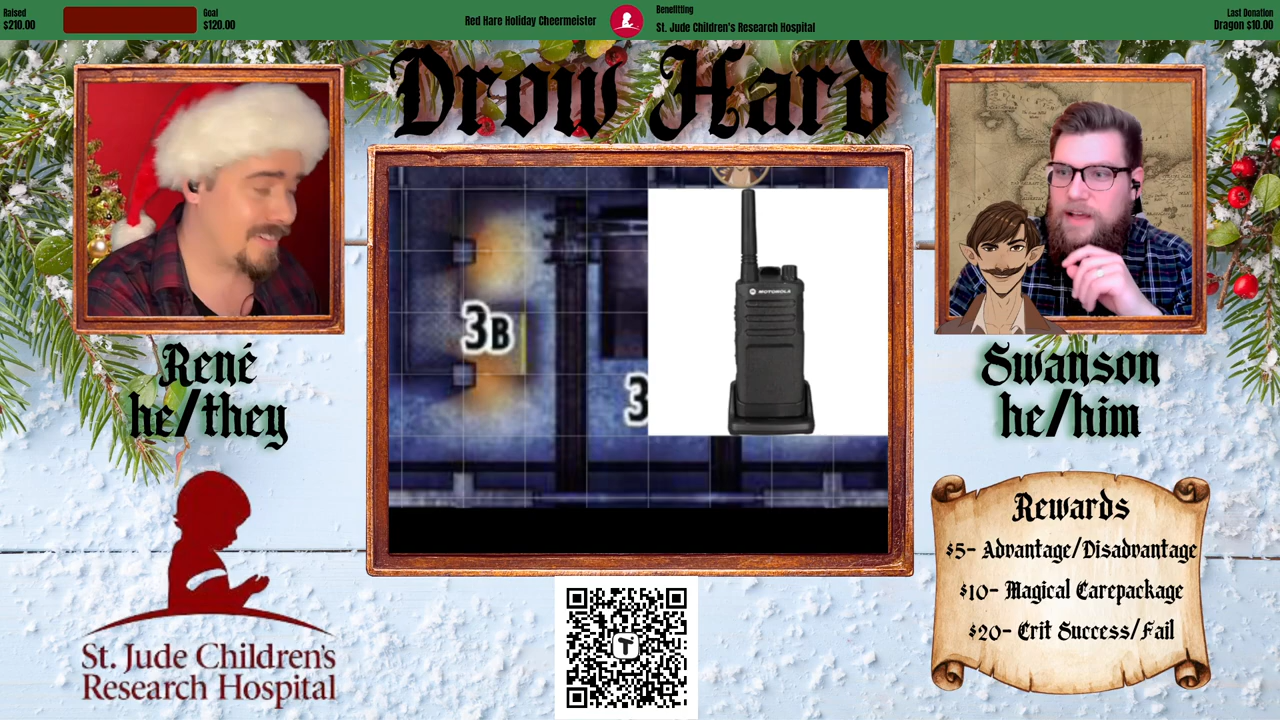 Raised
$210.00
Goal
$120.00
Red Hare Holiday Cheermeister
Benefitting
St. Jude Children's Research Hospital
Last Donation
Dragon $10.00
Drow Hard
3B
3
MOTOROLA
René
he/they
Swanson
he/him
St. Jude Children's
Research Hospital
Rewards
$5- Advantage/Disadvantage
$10- Magical Carepackage
$20- Crit Success/Fail